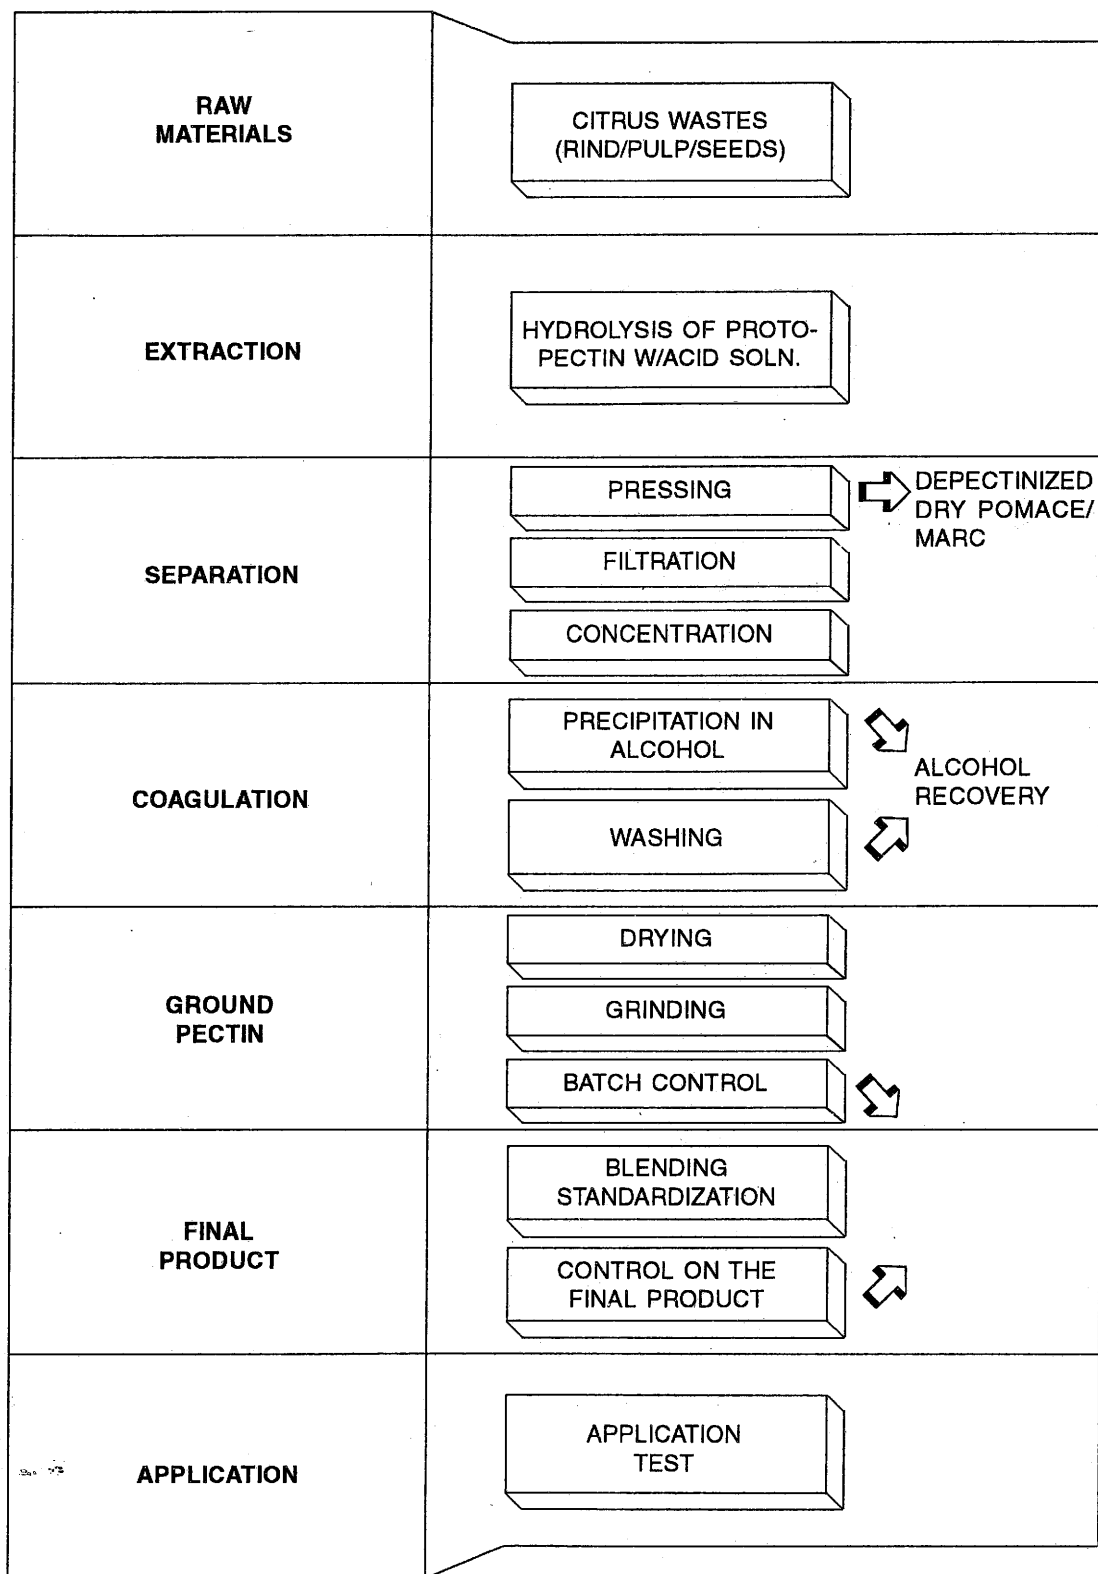 RAW
MATERIALS
CITRUS WASTES
(RIND/PULP/SEEDS)
EXTRACTION
HYDROLYSIS OF PROTO-
PECTIN W/ACID SOLN.
SEPARATION
PRESSING
DEPECTINIZED
DRY POMACE/
MARC
FILTRATION
CONCENTRATION
COAGULATION
PRECIPITATION IN
ALCOHOL
WASHING
ALCOHOL
RECOVERY
GROUND
PECTIN
DRYING
GRINDING
BATCH CONTROL
FINAL
PRODUCT
BLENDING
STANDARDIZATION
CONTROL ON THE
FINAL PRODUCT
APPLICATION
APPLICATION
TEST